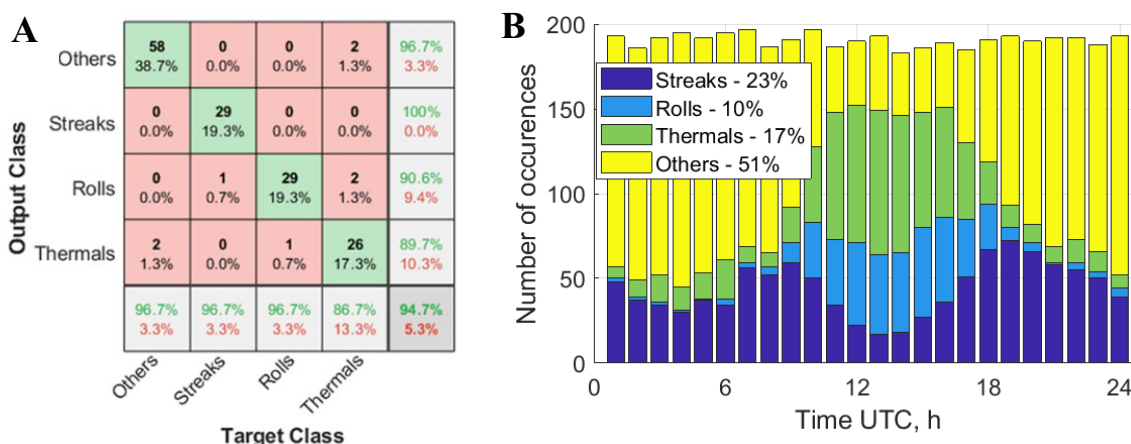 A
Output Class
Others
58 0 0 2 96.7%
38.7% 0.0% 0.0% 1.3% 3.3%
Streaks
0 29 0 0 100%
0.0% 19.3% 0.0% 0.0% 0.0%
Rolls
0 1 29 2 90.6%
0.0% 0.7% 19.3% 1.3% 9.4%
Thermals
2 0 1 26 89.7%
1.3% 0.0% 0.7% 17.3% 10.3%
96.7% 96.7% 96.7% 86.7% 94.7%
3.3% 3.3% 3.3% 13.3% 5.3%
Others Streaks Rolls Thermals
Target Class
B
Number of occurences
200
150
100
50
0
Streaks - 23%
Rolls - 10%
Thermals - 17%
Others - 51%
0 6 12 18 24
Time UTC, h